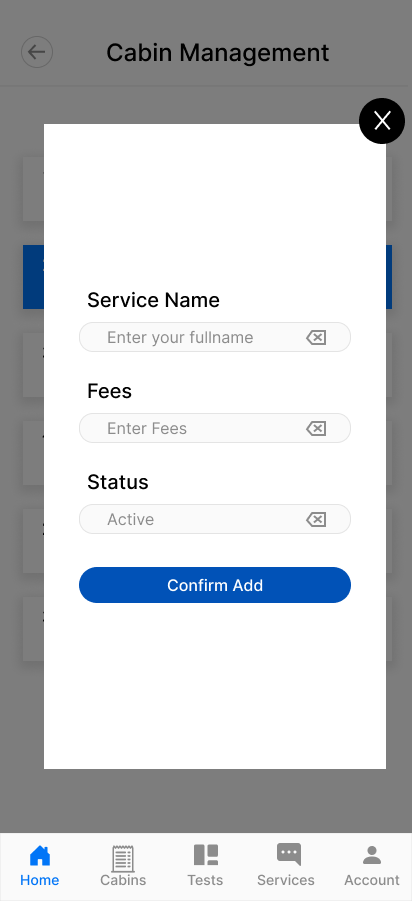 Cabin Management
X
Service Name
Enter your fullname
Fees
Enter Fees
Status
Active
Confirm Add
Home
Cabins
Tests
Services
Account